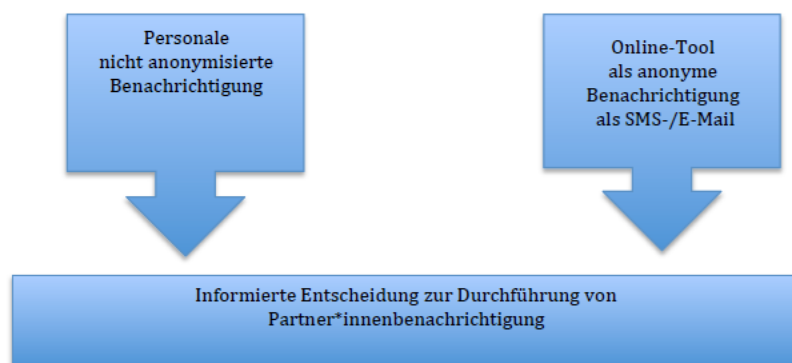 Personale
nicht anonymisierte
Benachrichtigung
Online-Tool
als anonyme
Benachrichtigung
als SMS-/E-Mail
Informierte Entscheidung zur Durchführung von
Partner*innenbenachrichtigung